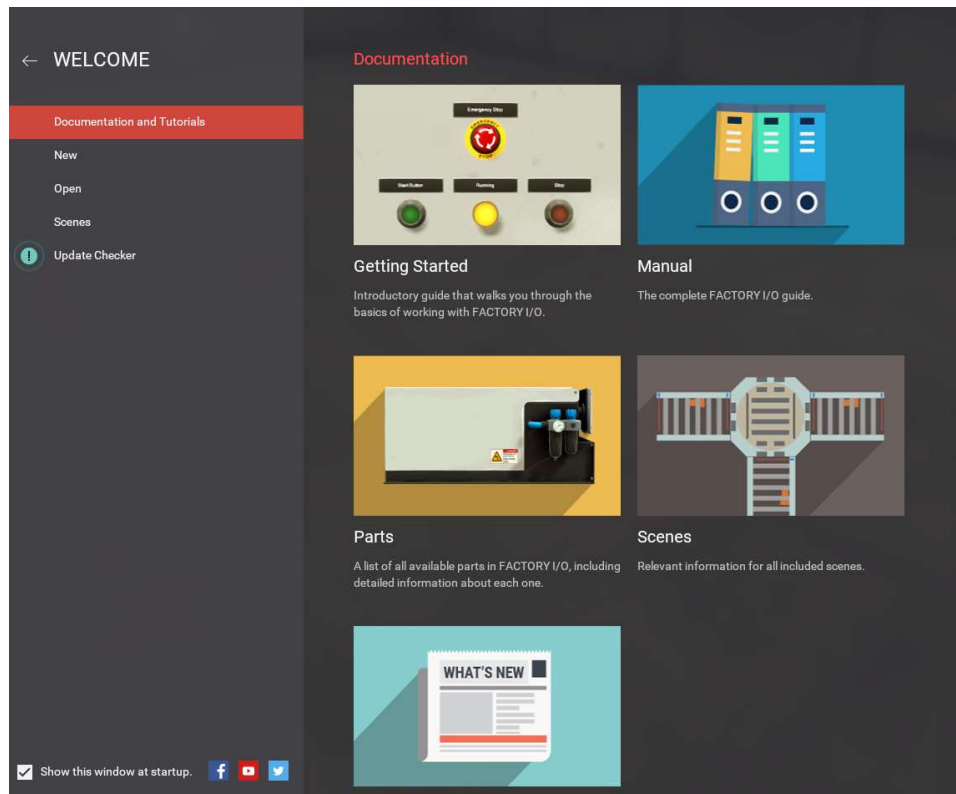 WELCOME
Documentation and Tutorials
New
Open
Scenes
Update Checker
Show this window at startup.
Documentation
Emergency Stop
EMERGENCY
STOP
Start Button
Running
Stop
Getting Started
Introductory guide that walks you through the
basics of working with FACTORY I/O.
Manual
The complete FACTORY I/O guide.
Parts
A list of all available parts in FACTORY I/O, including
detailed information about each one.
Scenes
Relevant information for all included scenes.
WHAT'S NEW